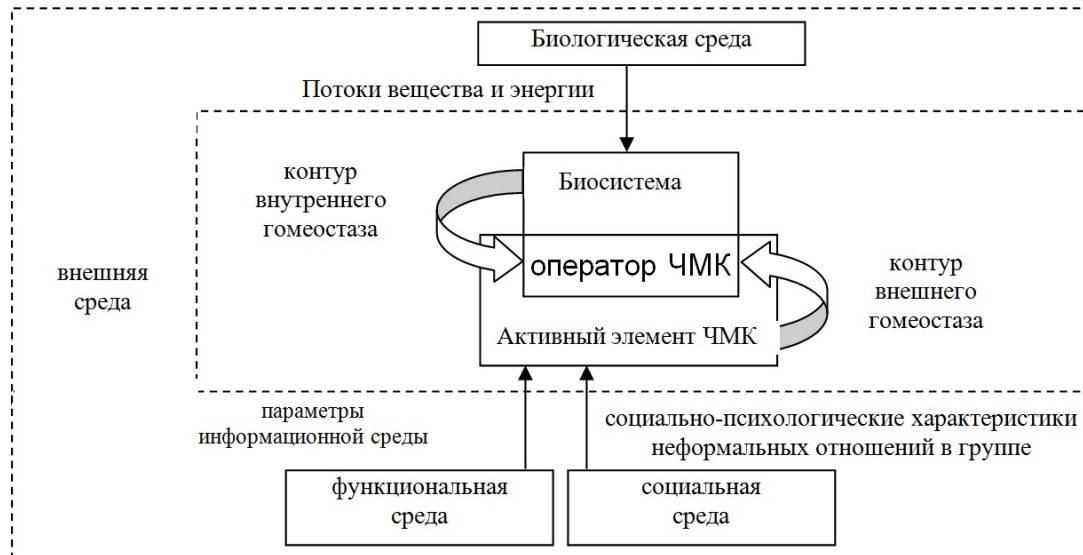 Биологическая среда
Потоки вещества и энергии
контур
внутреннего
гомеостаза
Биосистема
внешняя
среда
оператор ЧМК
контур
внешнего
гомеостаза
Активный элемент ЧМК
параметры
информационной среды
социально-психологические характеристики
неформальных отношений в группе
функциональная
среда
социальная
среда